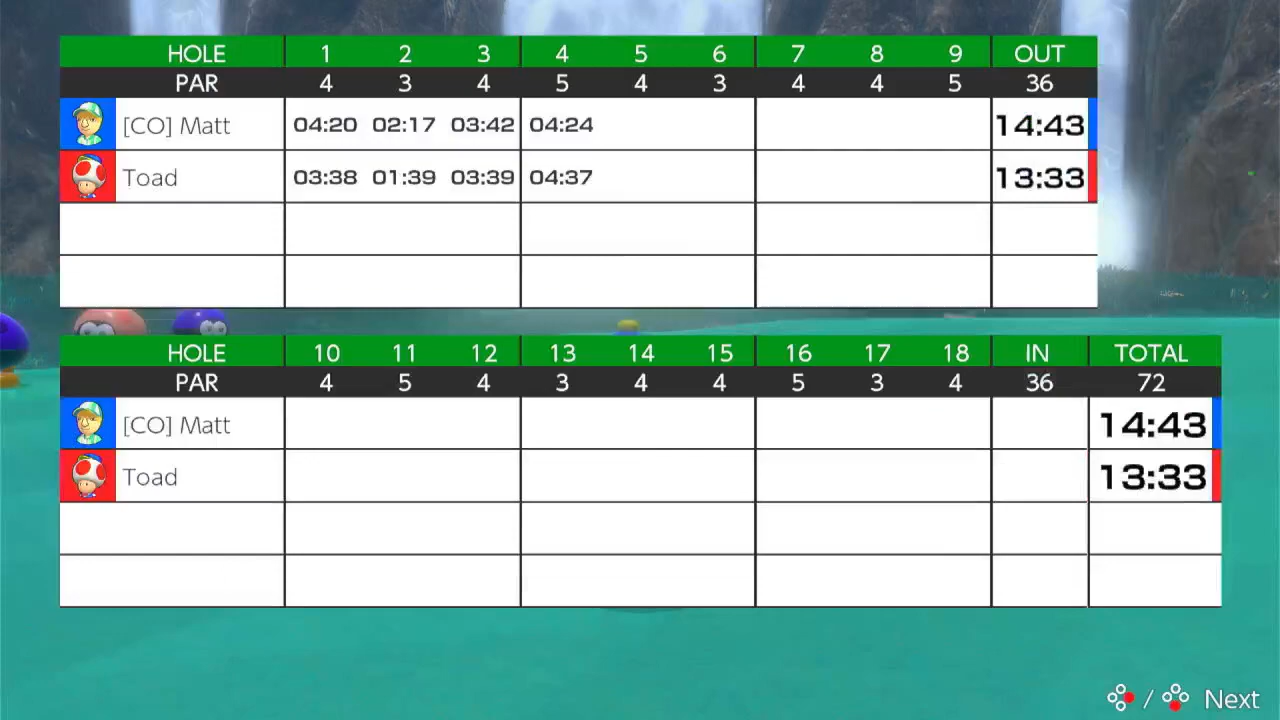 HOLE 1 2 3 4 5 6 7 8 9 OUT
PAR 4 3 4 5 4 3 4 4 5 36
[CO] Matt 04:20 02:17 03:42 04:24 14:43
Toad 03:38 01:39 03:39 04:37 13:33
HOLE 10 11 12 13 14 15 16 17 18 IN TOTAL
PAR 4 5 4 3 4 4 5 3 4 36 72
[CO] Matt 14:43
Toad 13:33
/ Next